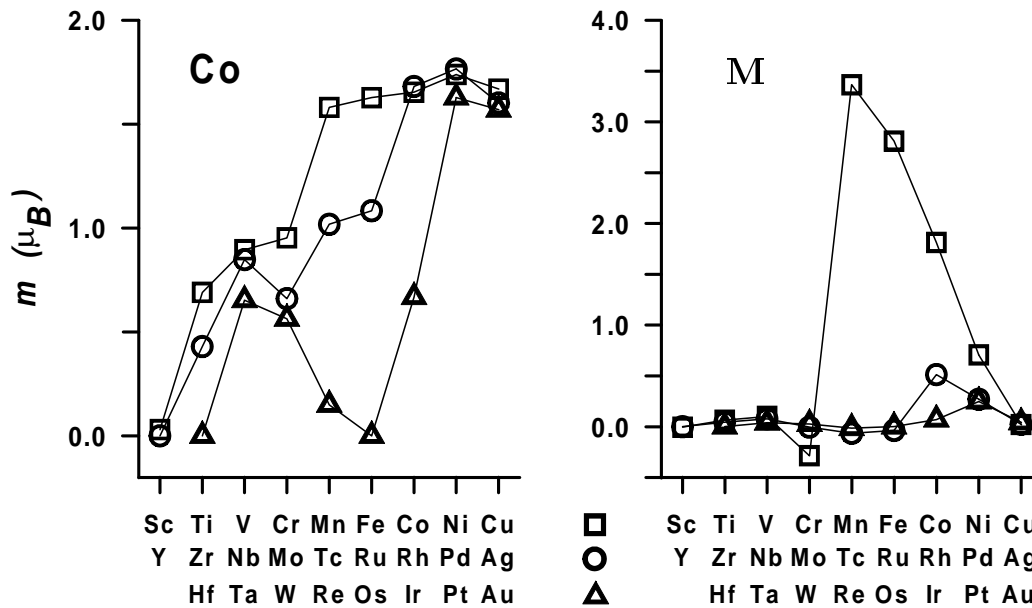 2.0
Co
1.0
0.0
m (μB)
Sc Ti V Cr Mn Fe Co Ni Cu
Y Zr Nb Mo Tc Ru Rh Pd Ag
Hf Ta W Re Os Ir Pt Au
4.0
M
3.0
2.0
1.0
0.0
Sc Ti V Cr Mn Fe Co Ni Cu
Y Zr Nb Mo Tc Ru Rh Pd Ag
Hf Ta W Re Os Ir Pt Au